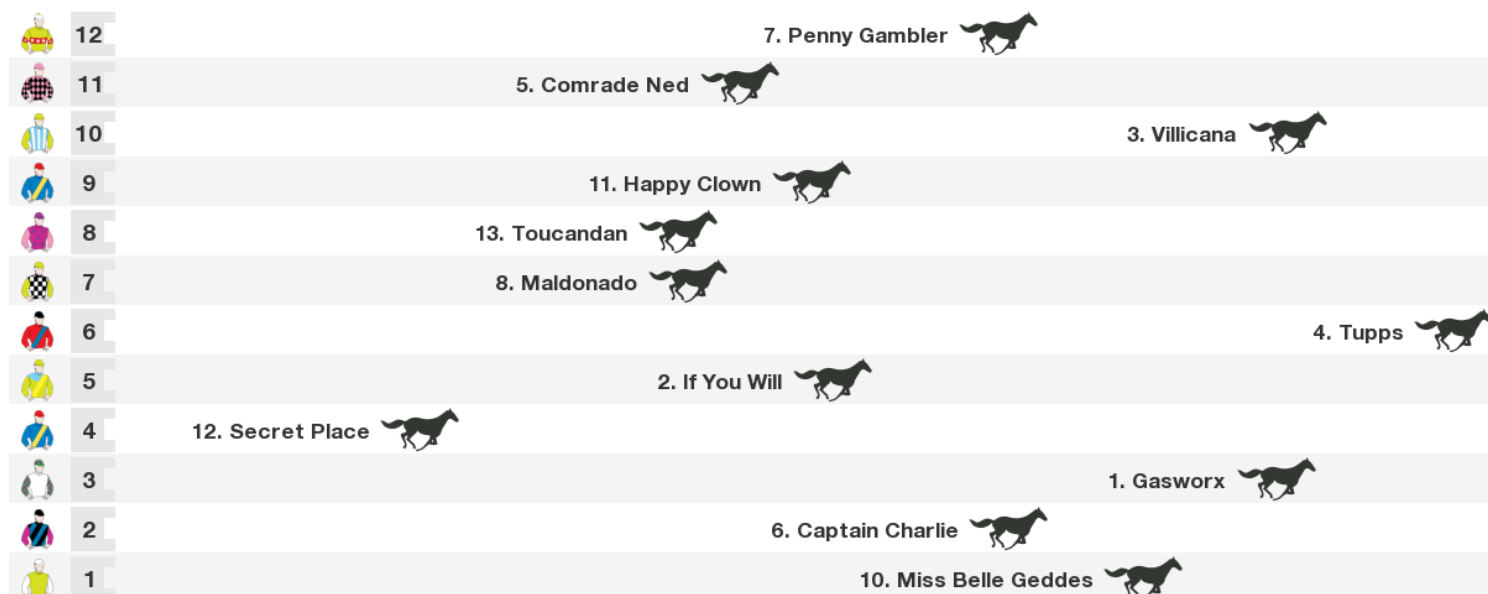 12 7. Penny Gambler
11 5. Comrade Ned
10 3. Villicana
9 11. Happy Clown
8 13. Toucandan
7 8. Maldonado
6 4. Tupps
5 2. If You Will
4 12. Secret Place
3 1. Gasworx
2 6. Captain Charlie
1 10. Miss Belle Geddes